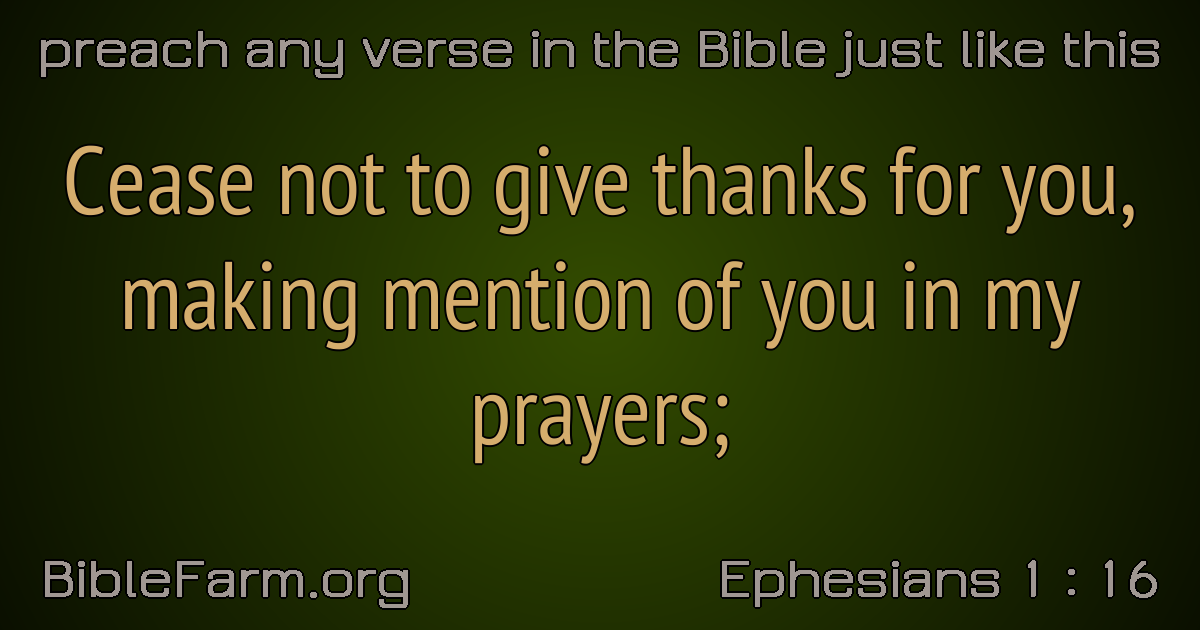 preach any verse in the Bible just like this
Cease not to give thanks for you,
making mention of you in my
prayers;
BibleFarm.org
Ephesians 1 : 16